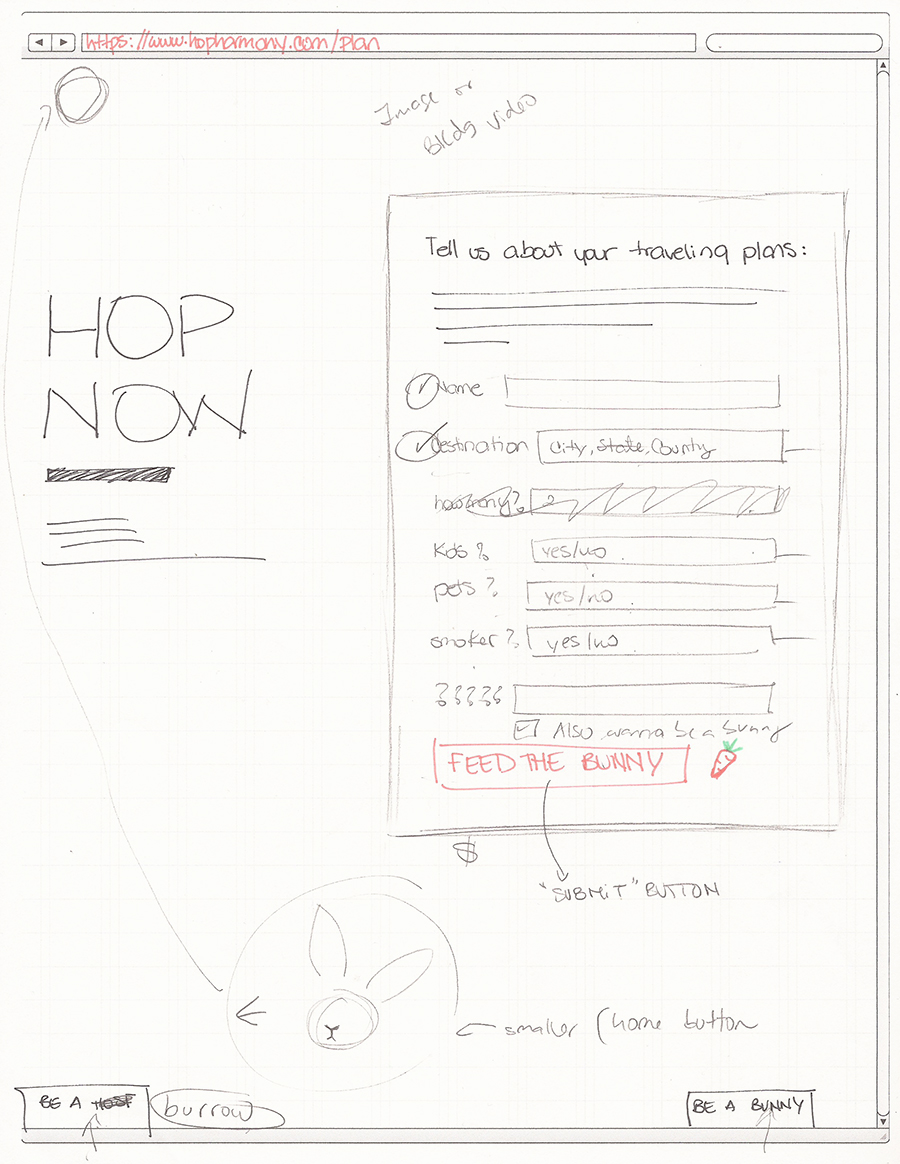 https://www.hopharmony.com/plan
Image or
Bkdg video
Tell us about your traveling plans:
HOP
NOW
Name
destination City, State, Country
how many? 2
Kids? yes/no
pets? yes/no
smoker? yes/no
?????
Also wanna be a bunny
FEED THE BUNNY
$
"SUBMIT" BUTTON
smaller (home button
BE A HOST burrow
BE A BUNNY